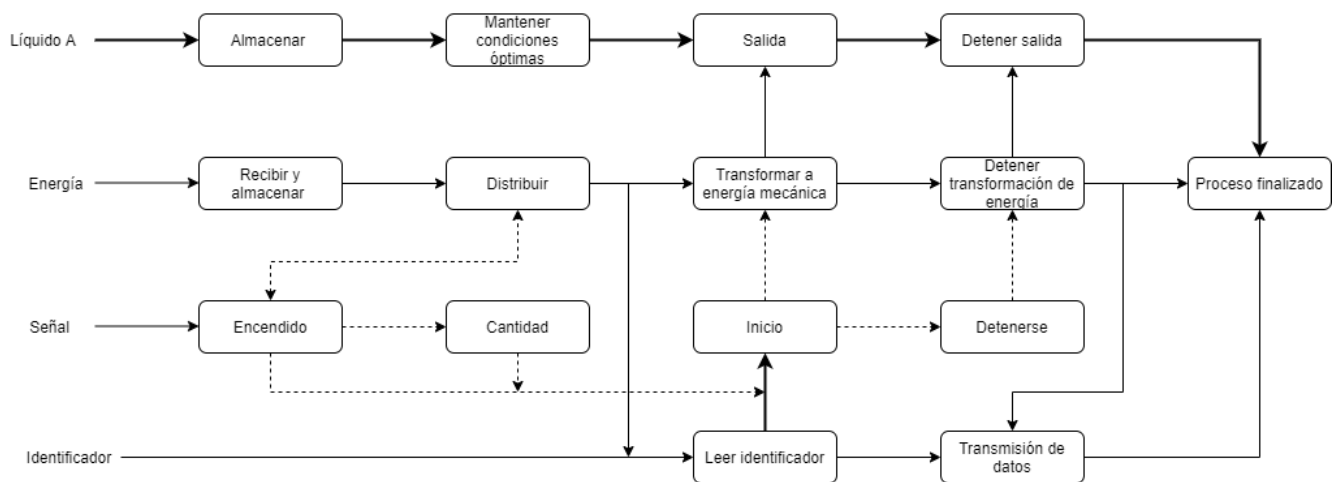 Líquido A
Almacenar
Mantener
condiciones
óptimas
Salida
Detener salida
Energía
Recibir y
almacenar
Distribuir
Transformar a
energía mecánica
Detener
transformación de
energía
Proceso finalizado
Señal
Encendido
Cantidad
Inicio
Detenerse
Identificador
Leer identificador
Transmisión de
datos